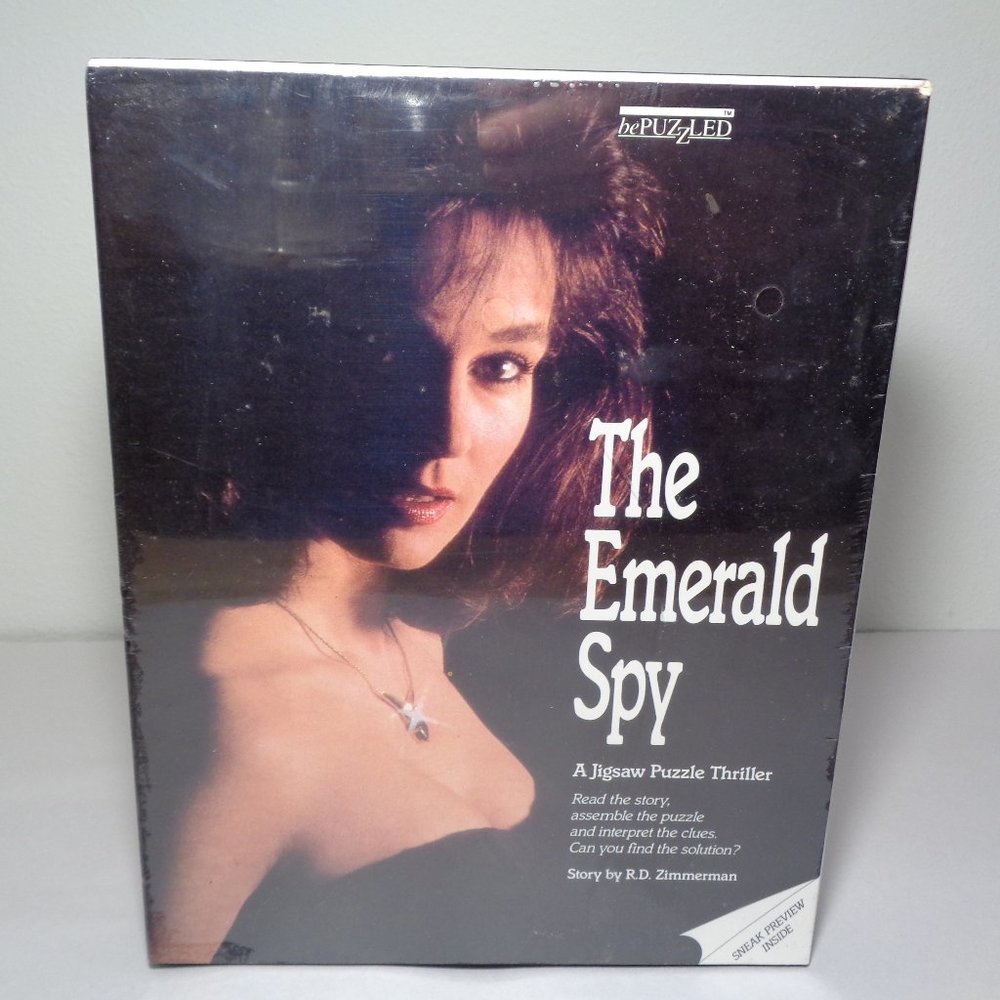 bePUZZLED™
The
Emerald
Spy
A Jigsaw Puzzle Thriller
Read the story,
assemble the puzzle
and interpret the clues.
Can you find the solution?
Story by R.D. Zimmerman
SNEAK PREVIEW
INSIDE